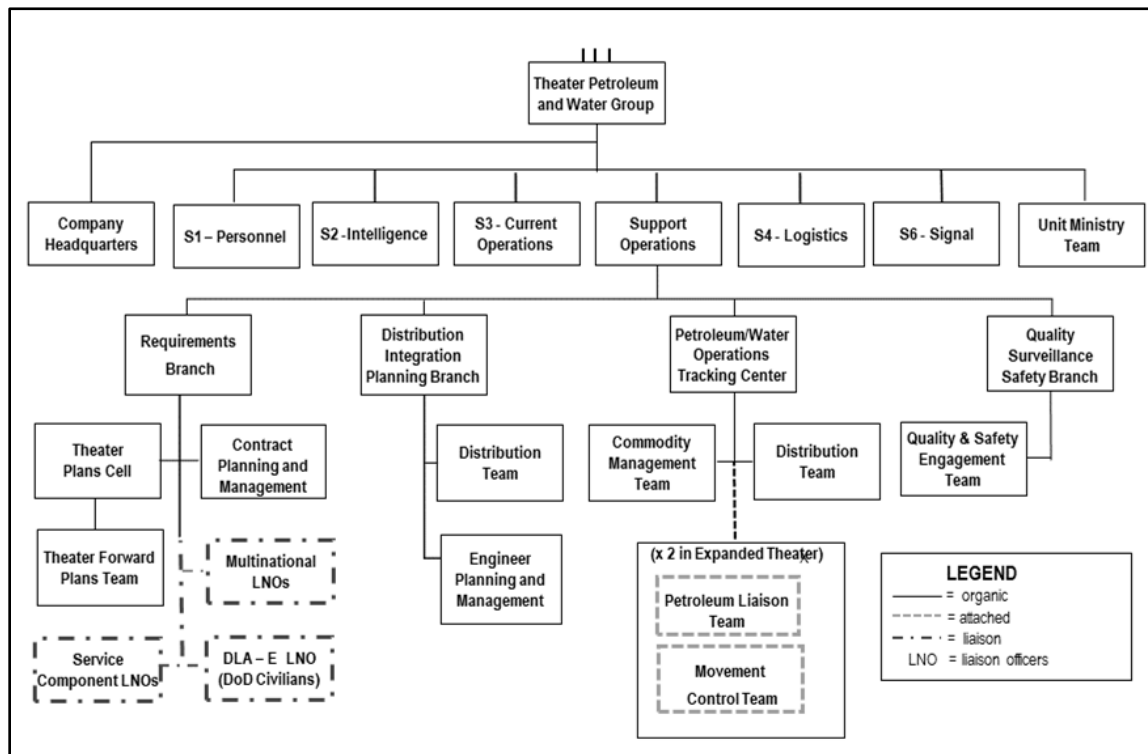 Theater Petroleum
and Water Group
Company
Headquarters
S1 – Personnel
S2 -Intelligence
S3 - Current
Operations
Support
Operations
S4 - Logistics
S6 - Signal
Unit Ministry
Team
Requirements
Branch
Distribution
Integration
Planning Branch
Petroleum/Water
Operations
Tracking Center
Quality
Surveillance
Safety Branch
Theater
Plans Cell
Contract
Planning and
Management
Distribution
Team
Commodity
Management
Team
Distribution
Team
Quality & Safety
Engagement
Team
Theater Forward
Plans Team
Multinational
LNOs
Engineer
Planning and
Management
(x 2 in Expanded Theater)
Petroleum Liaison
Team
Movement
Control Team
Service
Component LNOs
DLA – E LNO
(DoD Civilians)
LEGEND
= organic
= attached
= liaison
LNO = liaison officers